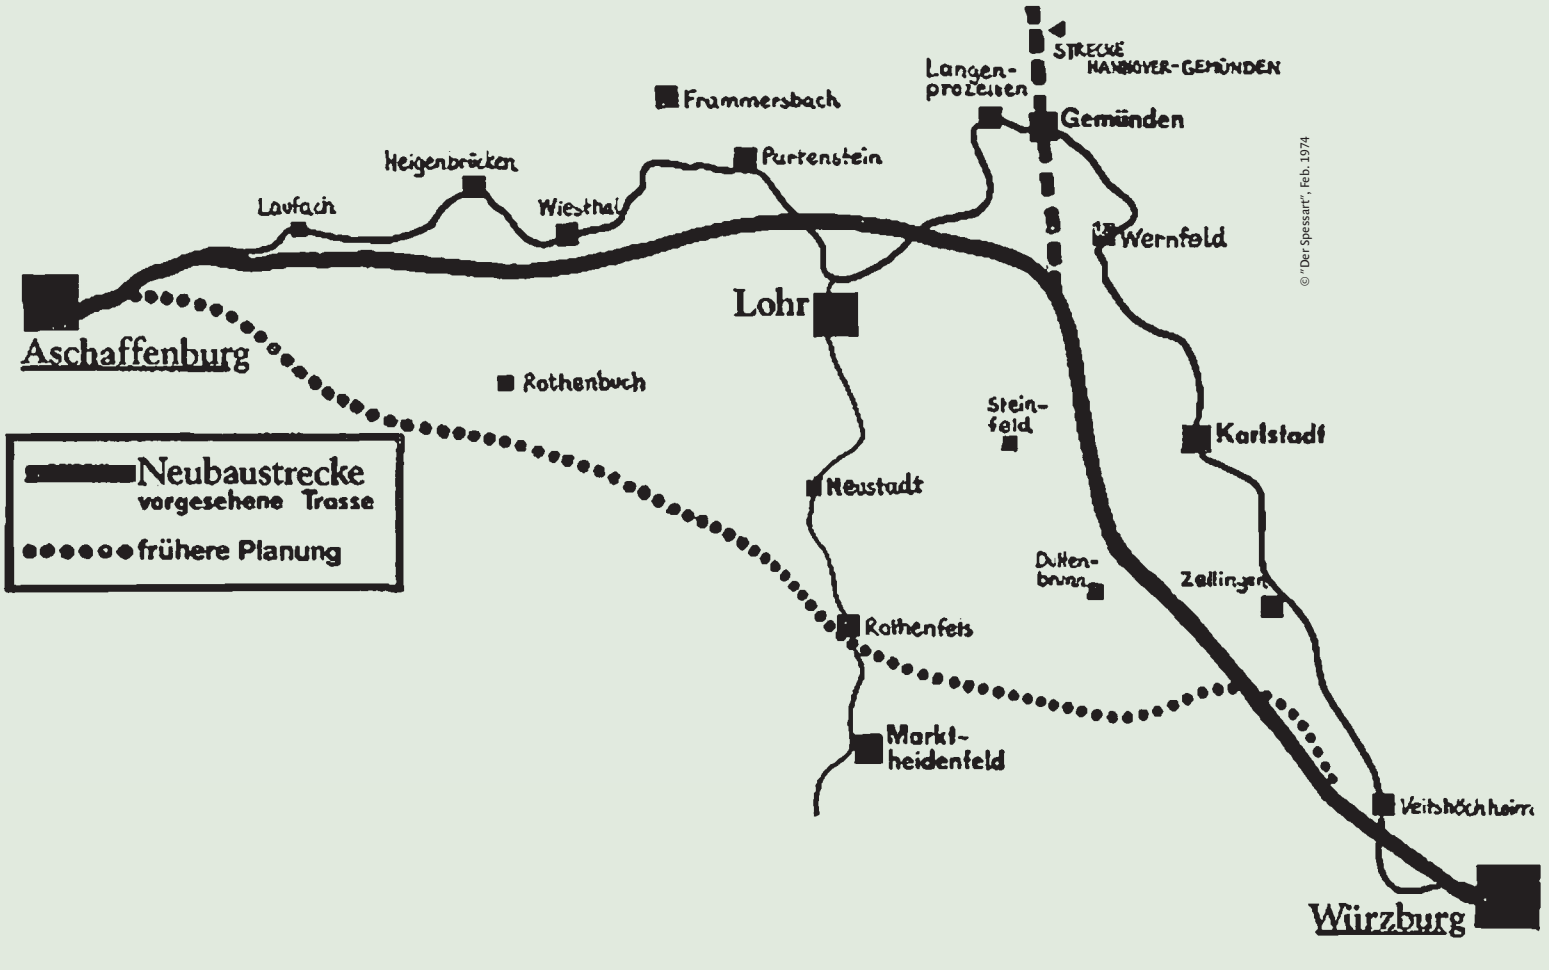 STRECKE
HANNOVER-GEMÜNDEN
Langen-
prozelten
Frammersbach
Gemünden
Heigenbrücken
Partenstein
Laufach
Wiesthal
Wernfeld
© "Der Spessart", Feb. 1974
Lohr
Aschaffenburg
Rothenbuch
Stein-
feld
Karlstadt
Neubaustrecke
vorgesehene Trasse
Neustadt
frühere Planung
Duttenbrunn
Zellingen
Rothenfels
Markt-
heidenfeld
Veitshöchheim
Würzburg